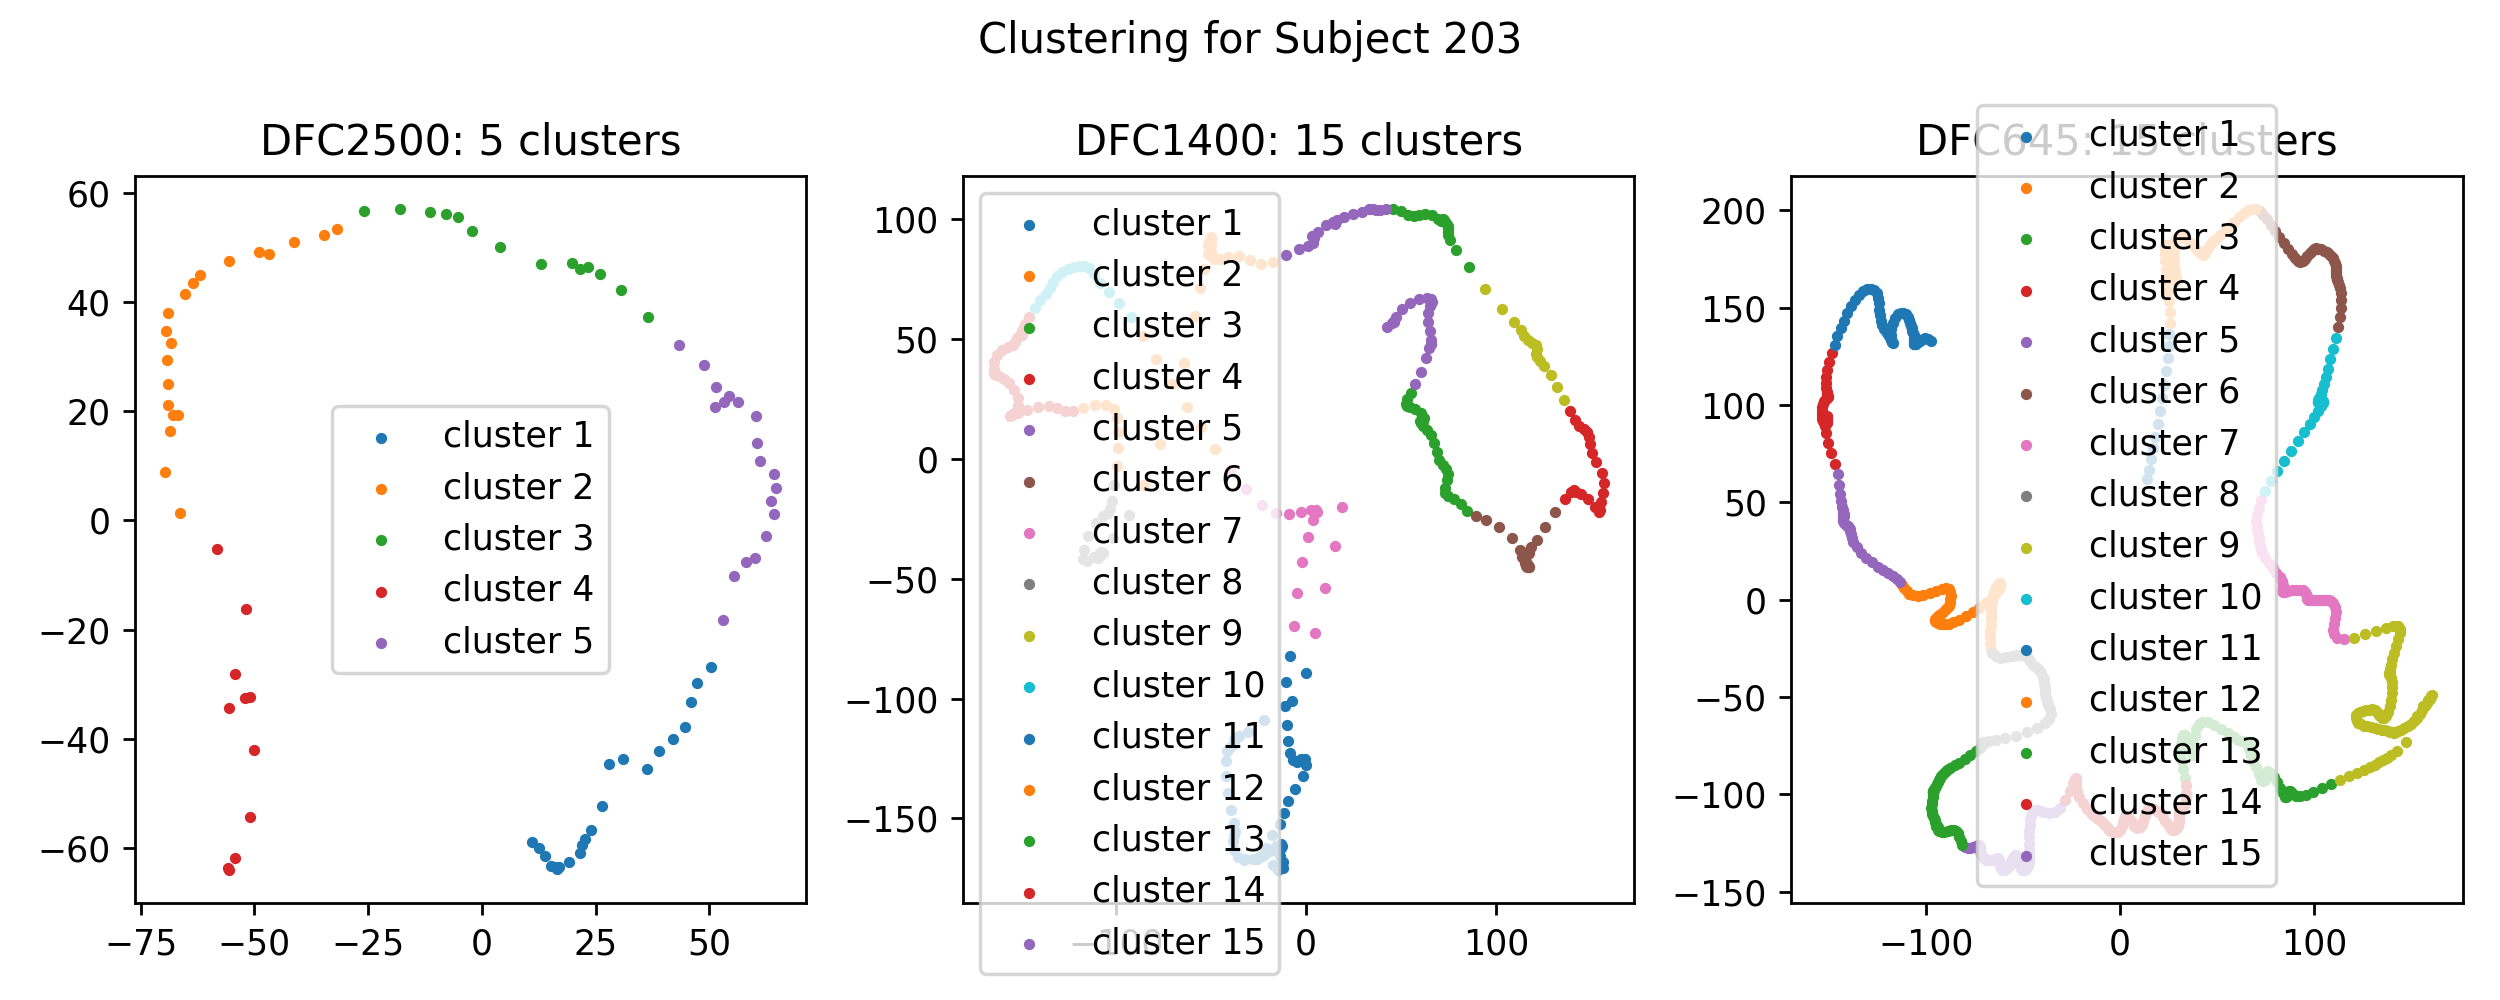 Clustering for Subject 203
DFC2500: 5 clusters
60
40
20
0
−20
−40
−60
−75
−50
−25
0
25
50
cluster 1
cluster 2
cluster 3
cluster 4
cluster 5
DFC1400: 15 clusters
100
50
0
−50
−100
−150
−100
0
100
cluster 1
cluster 2
cluster 3
cluster 4
cluster 5
cluster 6
cluster 7
cluster 8
cluster 9
cluster 10
cluster 11
cluster 12
cluster 13
cluster 14
cluster 15
DFC645: 15 clusters
200
150
100
50
0
−50
−100
−150
−100
0
100
cluster 1
cluster 2
cluster 3
cluster 4
cluster 5
cluster 6
cluster 7
cluster 8
cluster 9
cluster 10
cluster 11
cluster 12
cluster 13
cluster 14
cluster 15